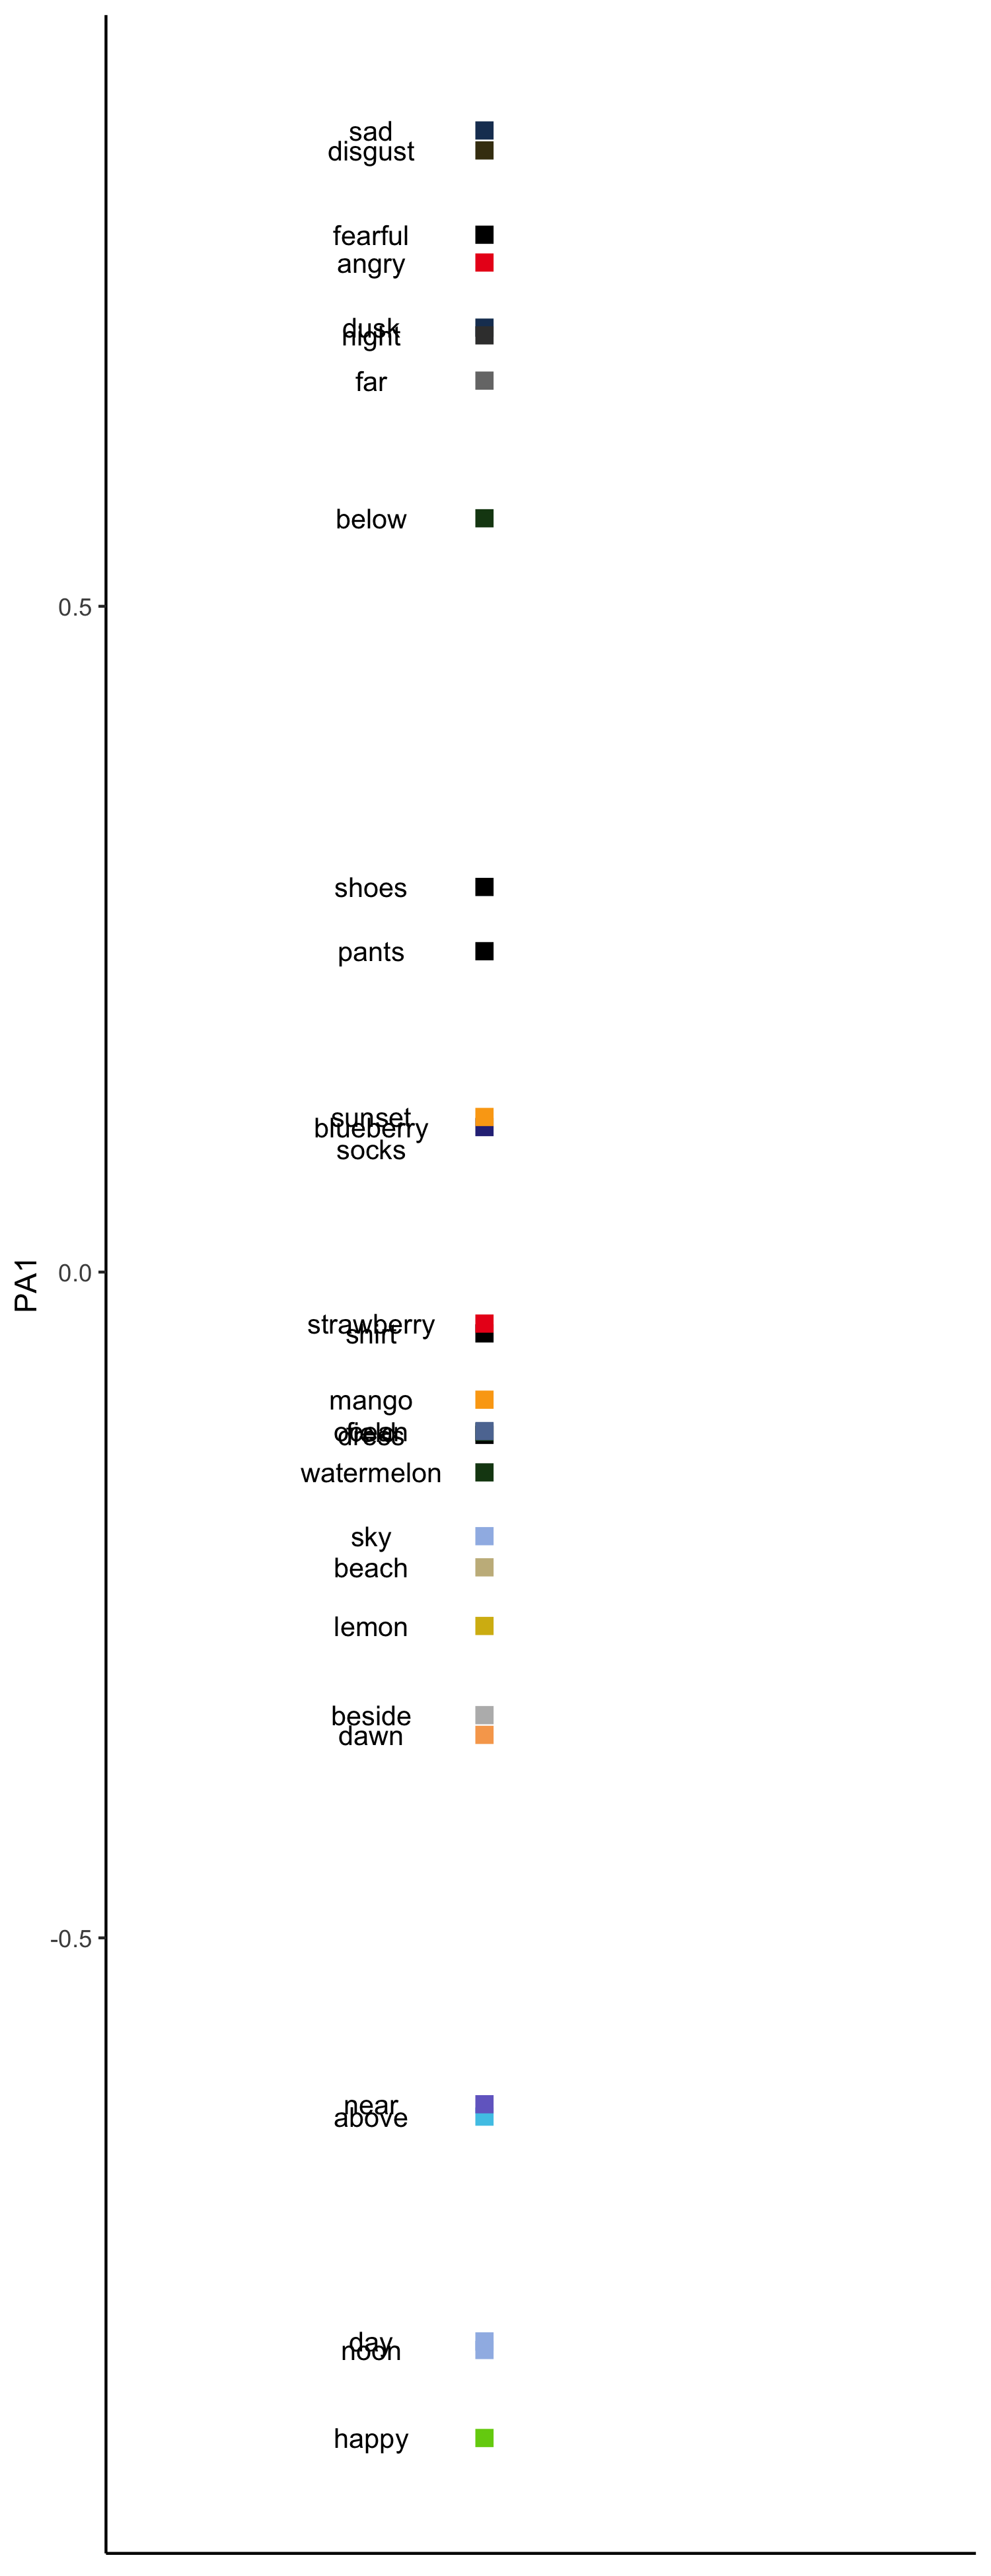 sad
disgust
fearful
angry
dusk
night
far
below
0.5
shoes
pants
sunset
blueberry
socks
PA1
0.0
strawberry
shirt
mango
ocean
field
dress
watermelon
sky
beach
lemon
beside
dawn
-0.5
near
above
day
noon
happy